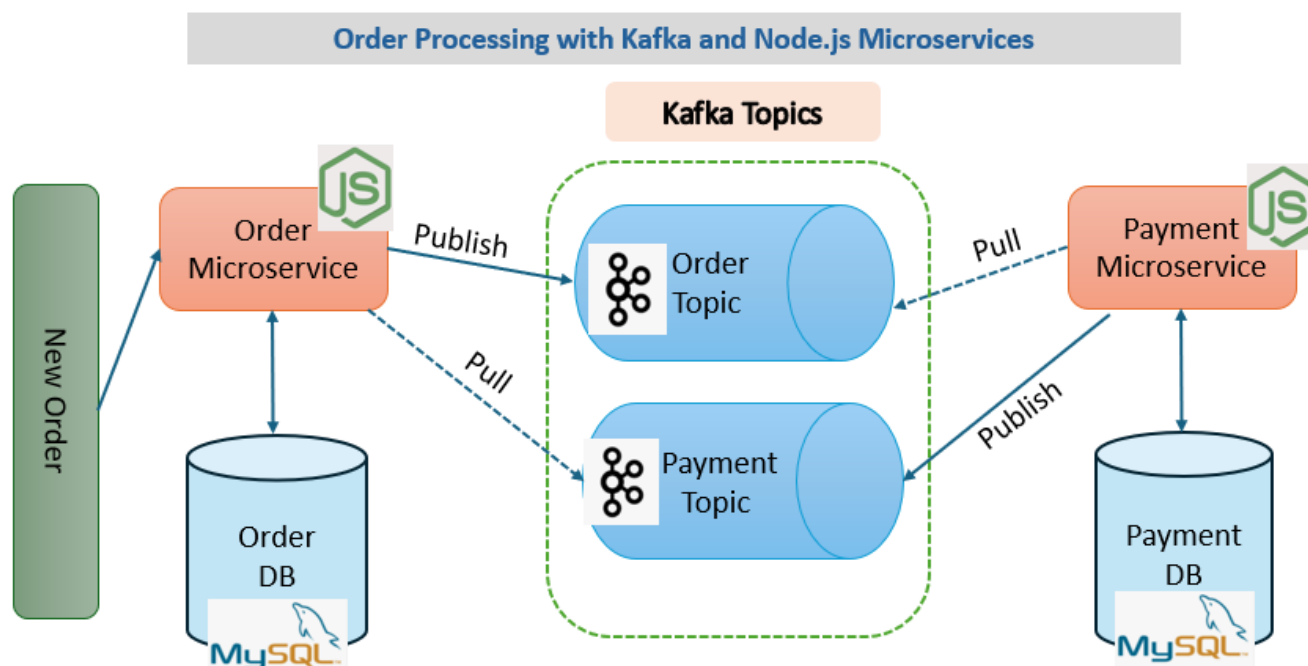 Order Processing with Kafka and Node.js Microservices
Kafka Topics
New Order
JS
Order
Microservice
Publish
Pull
Order
Topic
Payment
Topic
Pull
Publish
JS
Payment
Microservice
Order
DB
MySQL
Payment
DB
MySQL